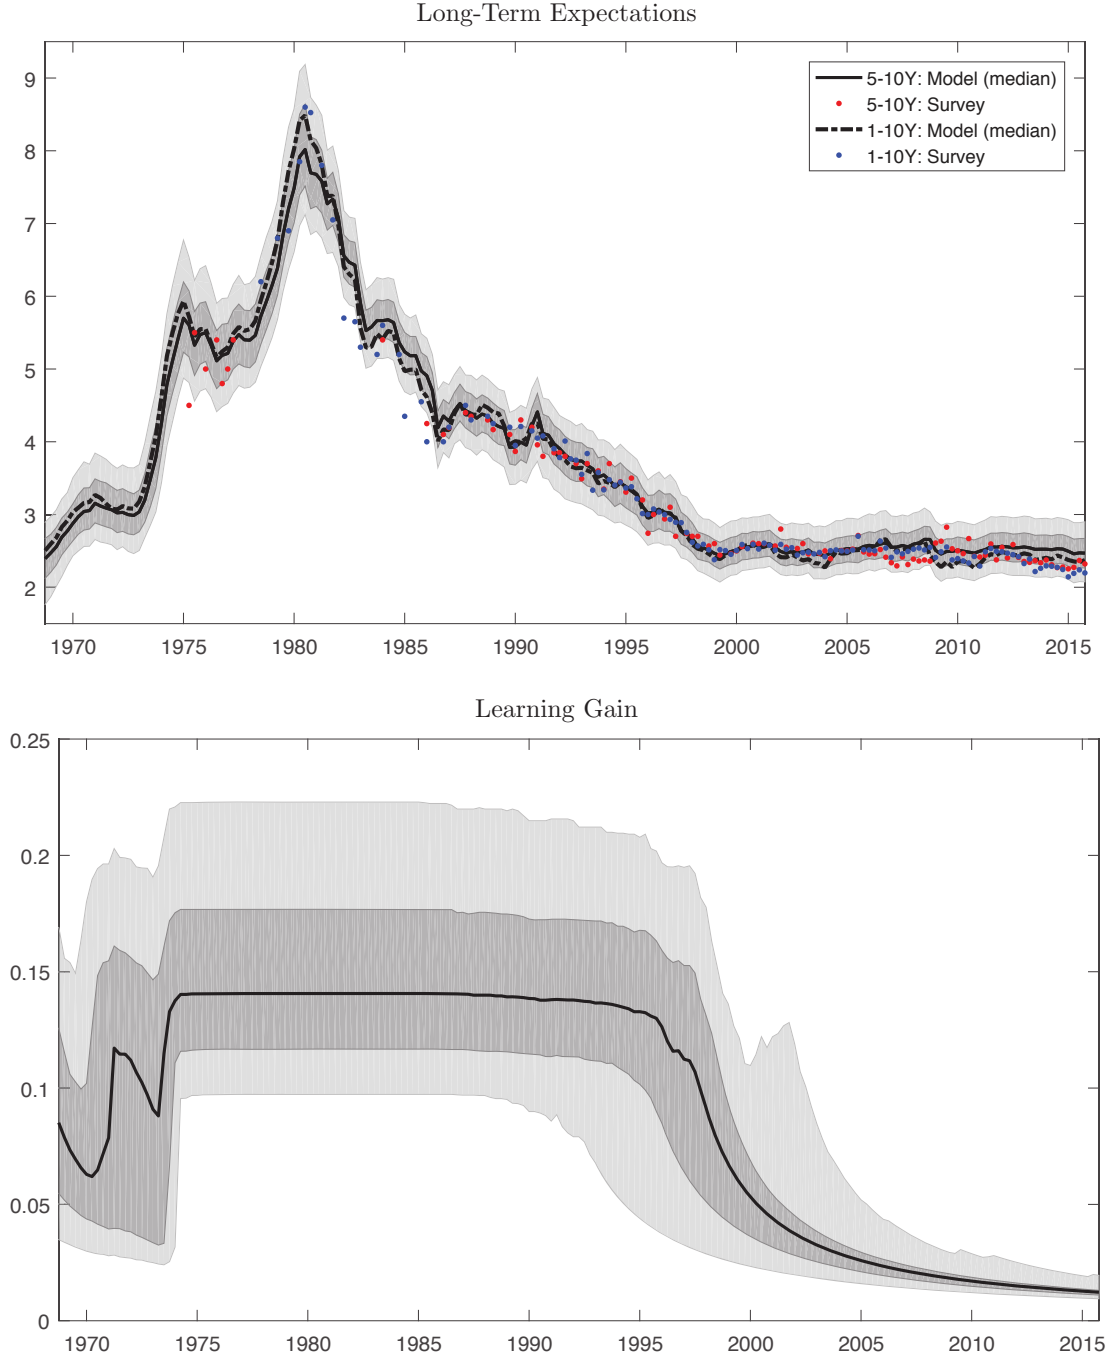 Long-Term Expectations
9
8
7
6
5
4
3
2
5-10Y: Model (median)
5-10Y: Survey
1-10Y: Model (median)
1-10Y: Survey
1970 1975 1980 1985 1990 1995 2000 2005 2010 2015
Learning Gain
0.25
0.2
0.15
0.1
0.05
0
1970 1975 1980 1985 1990 1995 2000 2005 2010 2015